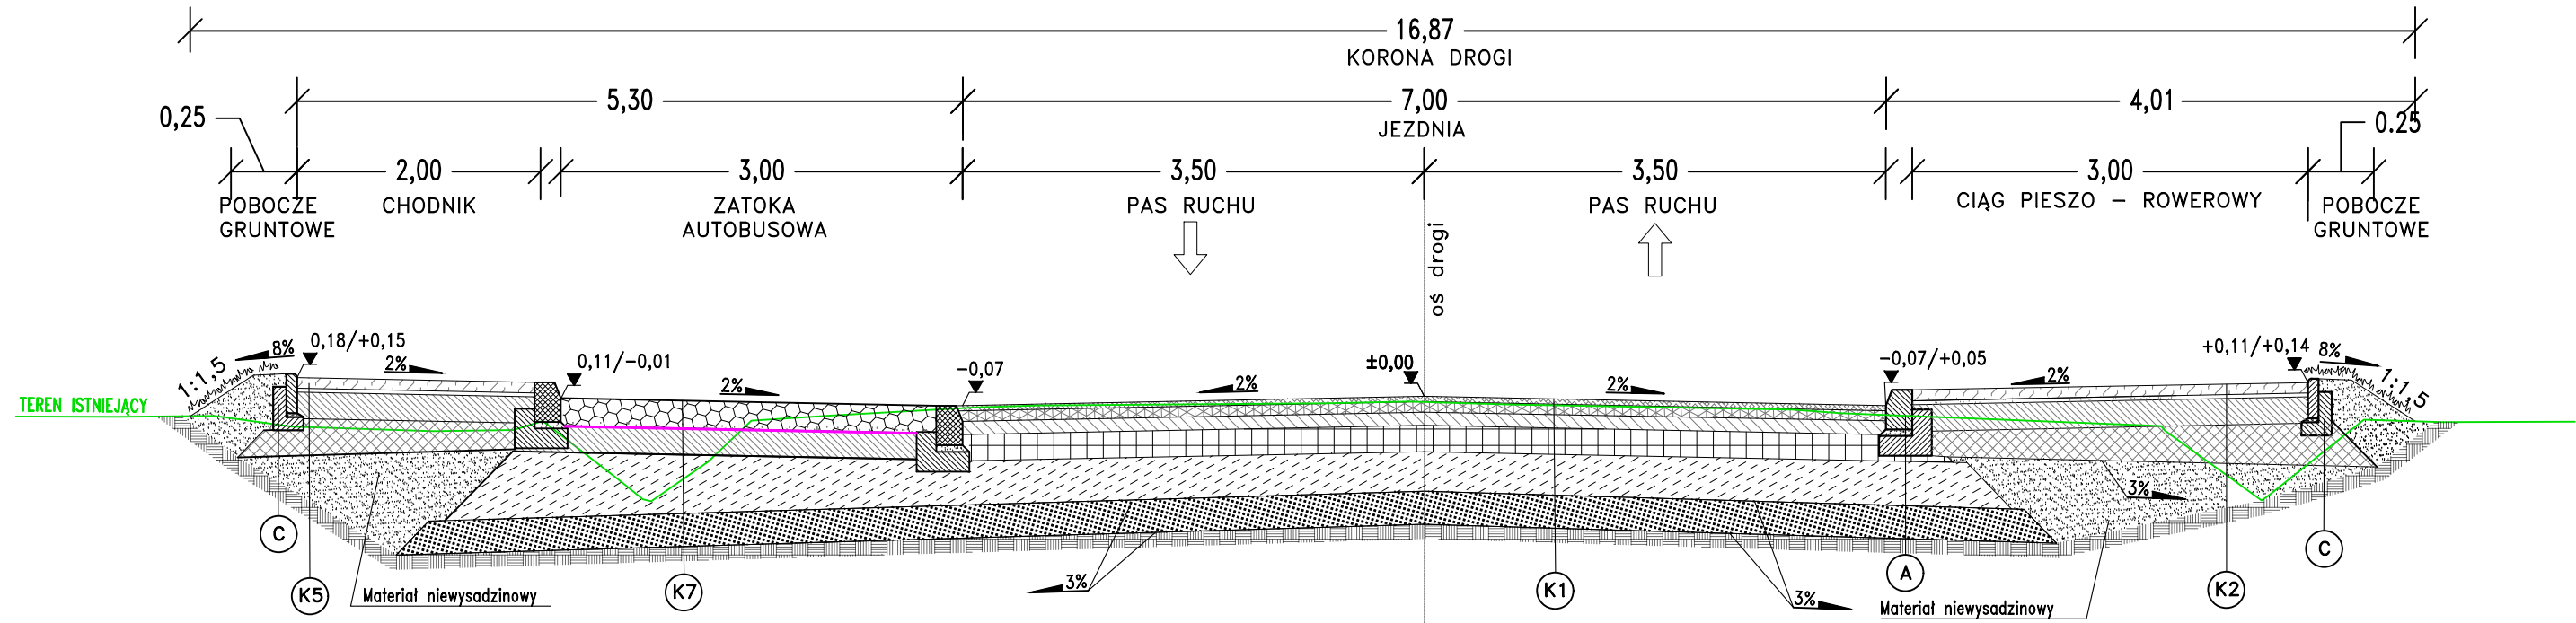 16,87
KORONA DROGI
5,30
7,00
4,01
JEZDNIA
0,25
0.25
2,00
3,00
3,50
3,50
3,00
POBOCZE
GRUNTOWE
CHODNIK
ZATOKA
AUTOBUSOWA
PAS RUCHU
PAS RUCHU
CIĄG PIESZO – ROWEROWY
POBOCZE
GRUNTOWE
oś drogi
1:1,5
8%
0,18/+0,15
2%
0,11/-0,01
2%
-0,07
2%
±0,00
2%
-0,07/+0,05
2%
+0,11/+0,14
8%
1:1,5
TEREN ISTNIEJĄCY
3%
C
K5
Materiał niewysadzinowy
K7
3%
K1
3%
A
Materiał niewysadzinowy
K2
C